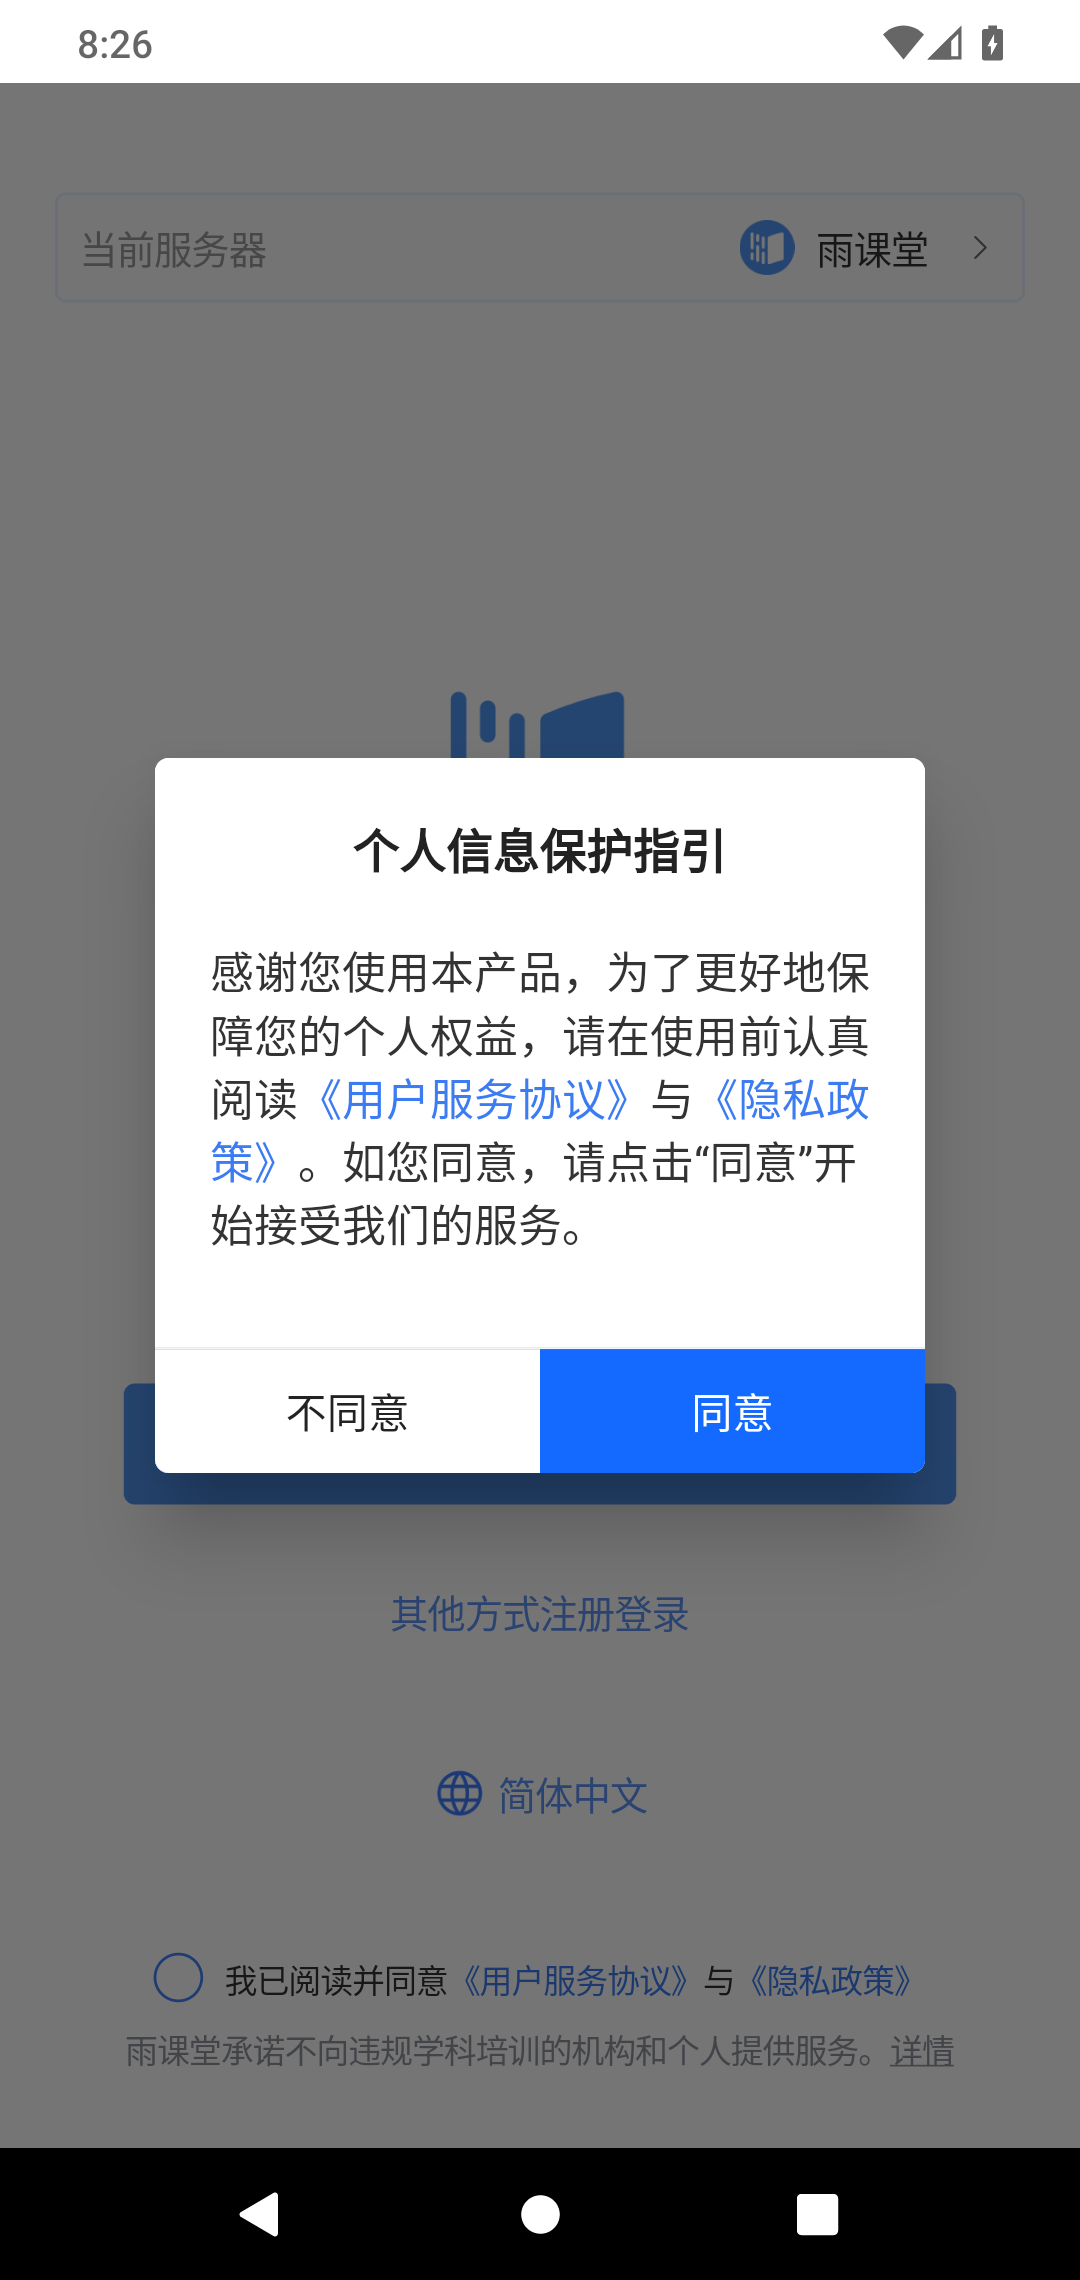 8:26
当前服务器
雨课堂
个人信息保护指引
感谢您使用本产品，为了更好地保
障您的个人权益，请在使用前认真
阅读《用户服务协议》与《隐私政
策》。如您同意，请点击“同意”开
始接受我们的服务。
不同意
同意
其他方式注册登录
简体中文
我已阅读并同意《用户服务协议》与《隐私政策》
雨课堂承诺不向违规学科培训的机构和个人提供服务。详情